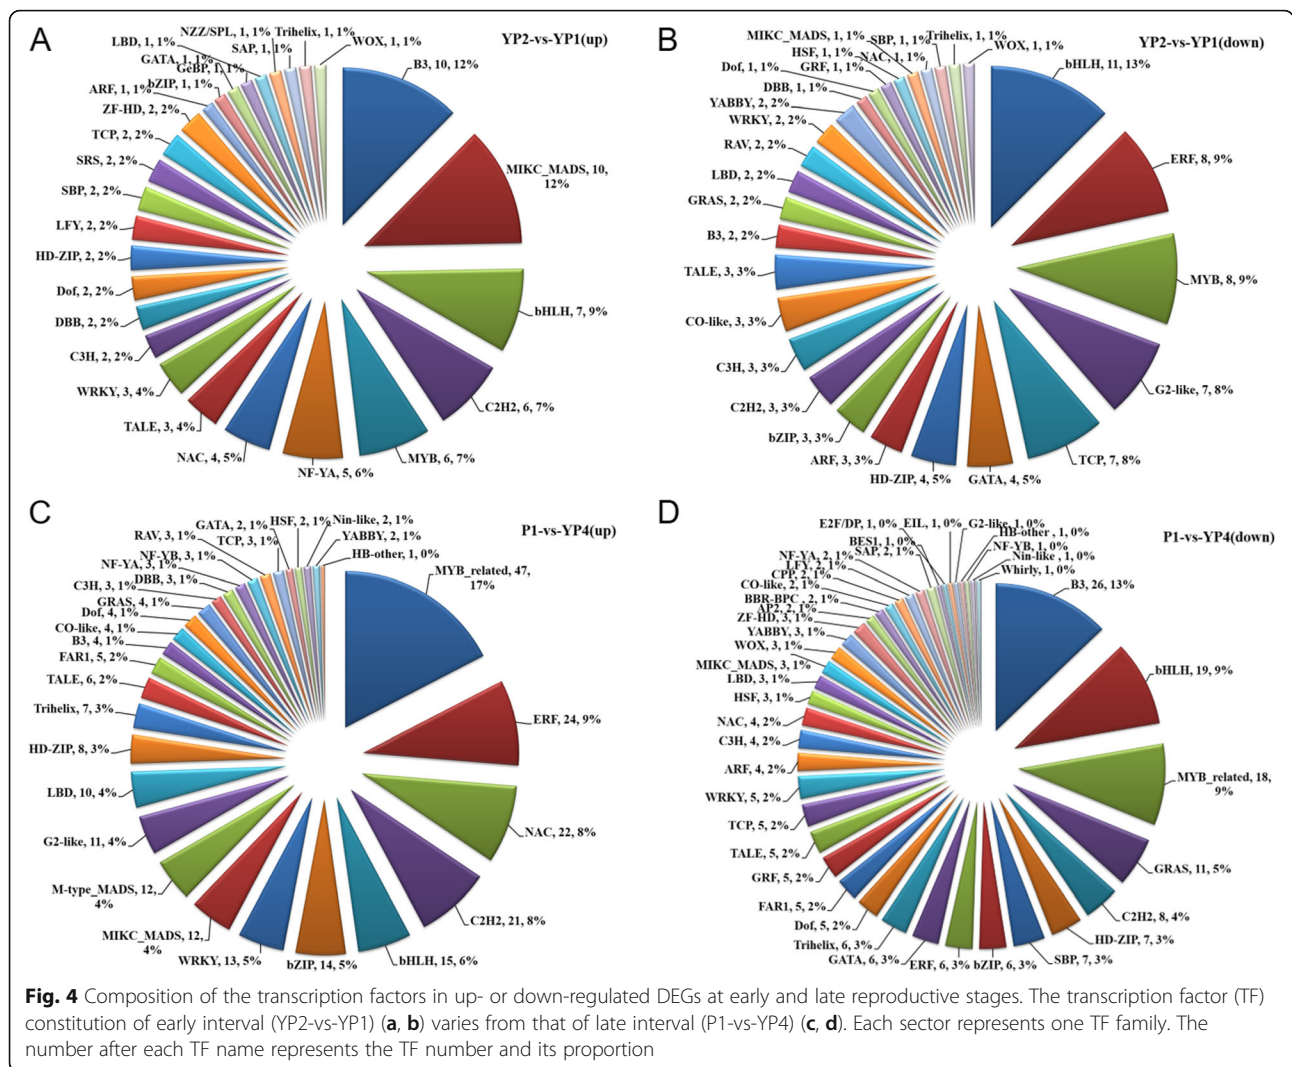 A
YP2-vs-YP1(up)
B3, 10, 12%
MIKC_MADS, 10,
12%
bHLH, 7, 9%
C2H2, 6, 7%
MYB, 6, 7%
NF-YA, 5, 6%
NAC, 4, 5%
TALE, 3, 4%
WRKY, 3, 4%
C3H, 2, 2%
DBB, 2, 2%
Dof, 2, 2%
HD-ZIP, 2, 2%
LFY, 2, 2%
SBP, 2, 2%
SRS, 2, 2%
TCP, 2, 2%
ZF-HD, 2, 2%
ARF, 1, 1%
bZIP, 1, 1%
GATA, 1, 1%
GeBP, 1, 1%
LBD, 1, 1%
NZZ/SPL, 1, 1%
SAP, 1, 1%
Trihelix, 1, 1%
WOX, 1, 1%
B
YP2-vs-YP1(down)
bHLH, 11, 13%
ERF, 8, 9%
MYB, 8, 9%
G2-like, 7, 8%
TCP, 7, 8%
GATA, 4, 5%
HD-ZIP, 4, 5%
ARF, 3, 3%
bZIP, 3, 3%
C2H2, 3, 3%
C3H, 3, 3%
CO-like, 3, 3%
TALE, 3, 3%
B3, 2, 2%
GRAS, 2, 2%
LBD, 2, 2%
RAV, 2, 2%
WRKY, 2, 2%
YABBY, 2, 2%
DBB, 1, 1%
Dof, 1, 1%
GRF, 1, 1%
HSF, 1, 1%
MIKC_MADS, 1, 1%
NAC, 1, 1%
SBP, 1, 1%
Trihelix, 1, 1%
WOX, 1, 1%
C
P1-vs-YP4(up)
MYB_related, 47,
17%
ERF, 24, 9%
NAC, 22, 8%
C2H2, 21, 8%
bHLH, 15, 6%
bZIP, 14, 5%
WRKY, 13, 5%
MIKC_MADS, 12,
4%
M-type_MADS, 12,
4%
G2-like, 11, 4%
LBD, 10, 4%
HD-ZIP, 8, 3%
Trihelix, 7, 3%
TALE, 6, 2%
FAR1, 5, 2%
B3, 4, 1%
CO-like, 4, 1%
Dof, 4, 1%
GRAS, 4, 1%
C3H, 3, 1%
DBB, 3, 1%
NF-YA, 3, 1%
NF-YB, 3, 1%
RAV, 3, 1%
TCP, 3, 1%
GATA, 2, 1%
HSF, 2, 1%
Nin-like, 2, 1%
YABBY, 2, 1%
HB-other, 1, 0%
D
P1-vs-YP4(down)
B3, 26, 13%
bHLH, 19, 9%
MYB_related, 18,
9%
GRAS, 11, 5%
C2H2, 8, 4%
HD-ZIP, 7, 3%
SBP, 7, 3%
bZIP, 6, 3%
ERF, 6, 3%
GATA, 6, 3%
Trihelix, 6, 3%
Dof, 5, 2%
FAR1, 5, 2%
GRF, 5, 2%
TALE, 5, 2%
TCP, 5, 2%
WRKY, 5, 2%
ARF, 4, 2%
C3H, 4, 2%
NAC, 4, 2%
HSF, 3, 1%
LBD, 3, 1%
MIKC_MADS, 3, 1%
WOX, 3, 1%
YABBY, 3, 1%
ZF-HD, 3, 1%
AP2, 2, 1%
BBR-BPC , 2, 1%
CO-like, 2, 1%
CPP, 2, 1%
LFY, 2, 1%
NF-YA, 2, 1%
SAP, 2, 1%
BES1, 1, 0%
E2F/DP, 1, 0%
EIL, 1, 0%
G2-like, 1, 0%
HB-other , 1, 0%
NF-YB, 1, 0%
Nin-like , 1, 0%
Whirly, 1, 0%
Fig. 4 Composition of the transcription factors in up- or down-regulated DEGs at early and late reproductive stages. The transcription factor (TF)
constitution of early interval (YP2-vs-YP1) (a, b) varies from that of late interval (P1-vs-YP4) (c, d). Each sector represents one TF family. The
number after each TF name represents the TF number and its proportion